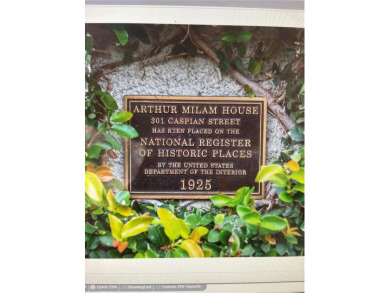 ARTHUR MILAM HOUSE
301 CASPIAN STREET
HAS BEEN PLACED ON THE
NATIONAL REGISTER
OF HISTORIC PLACES
BY THE UNITED STATES
DEPARTMENT OF THE INTERIOR
1925